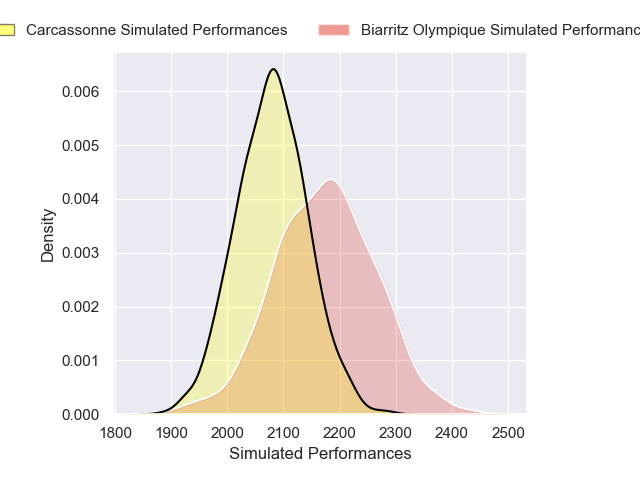 Carcassonne Simulated Performances
Biarritz Olympique Simulated Performanc
0.006
0.005
0.004
0.003
0.002
0.001
0.000
Density
1800 1900 2000 2100 2200 2300 2400 2500
Simulated Performances